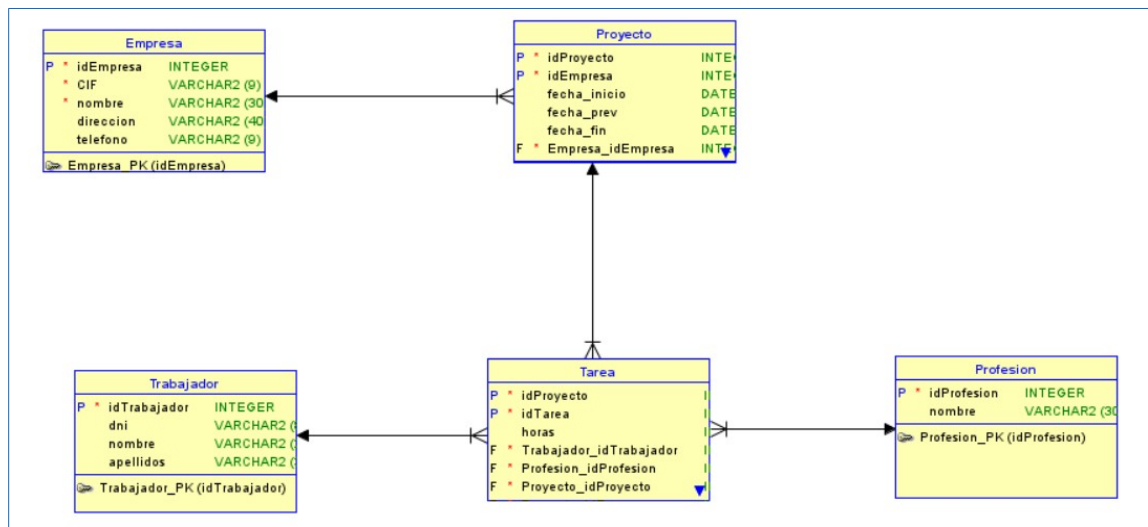 Empresa
P * idEmpresa INTEGER
* CIF VARCHAR2 (9)
* nombre VARCHAR2 (30
direccion VARCHAR2 (40
telefono VARCHAR2 (9)
Empresa_PK (idEmpresa)
Proyecto
P * idProyecto INTE
P * idEmpresa INTE
fecha_inicio DATE
fecha_prev DATE
fecha_fin DATE
F * Empresa_idEmpresa INTE
Trabajador
P * idTrabajador INTEGER
dni VARCHAR2 (
nombre VARCHAR2 (
apellidos VARCHAR2 (
Trabajador_PK (idTrabajador)
Tarea
P * idProyecto I
P * idTarea I
horas I
F * Trabajador_idTrabajador I
F * Profesion_idProfesion I
F * Proyecto_idProyecto I
Profesion
P * idProfesion INTEGER
nombre VARCHAR2 (30
Profesion_PK (idProfesion)